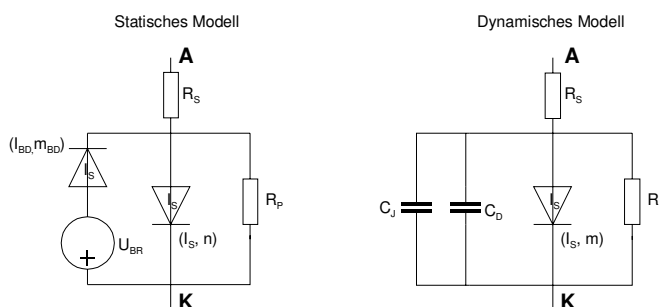 Statisches Modell
A
R_S
(I_BD,m_BD)
I_S
I_S
R_P
U_BR
+
(I_S, n)
K
Dynamisches Modell
A
R_S
C_J
C_D
I_S
R
(I_S, m)
K